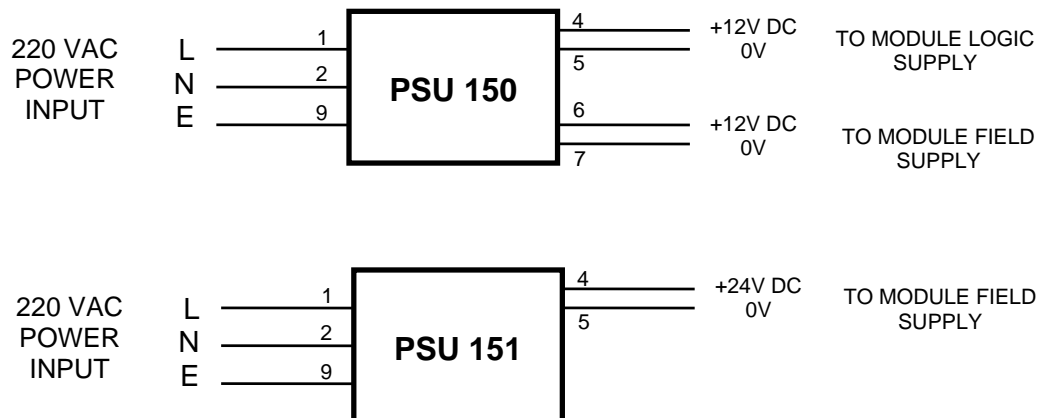 220 VAC
POWER
INPUT
L
N
E
1
2
9
PSU 150
4
5
6
7
+12V DC
0V
+12V DC
0V
TO MODULE LOGIC
SUPPLY
TO MODULE FIELD
SUPPLY
220 VAC
POWER
INPUT
L
N
E
1
2
9
PSU 151
4
5
+24V DC
0V
TO MODULE FIELD
SUPPLY